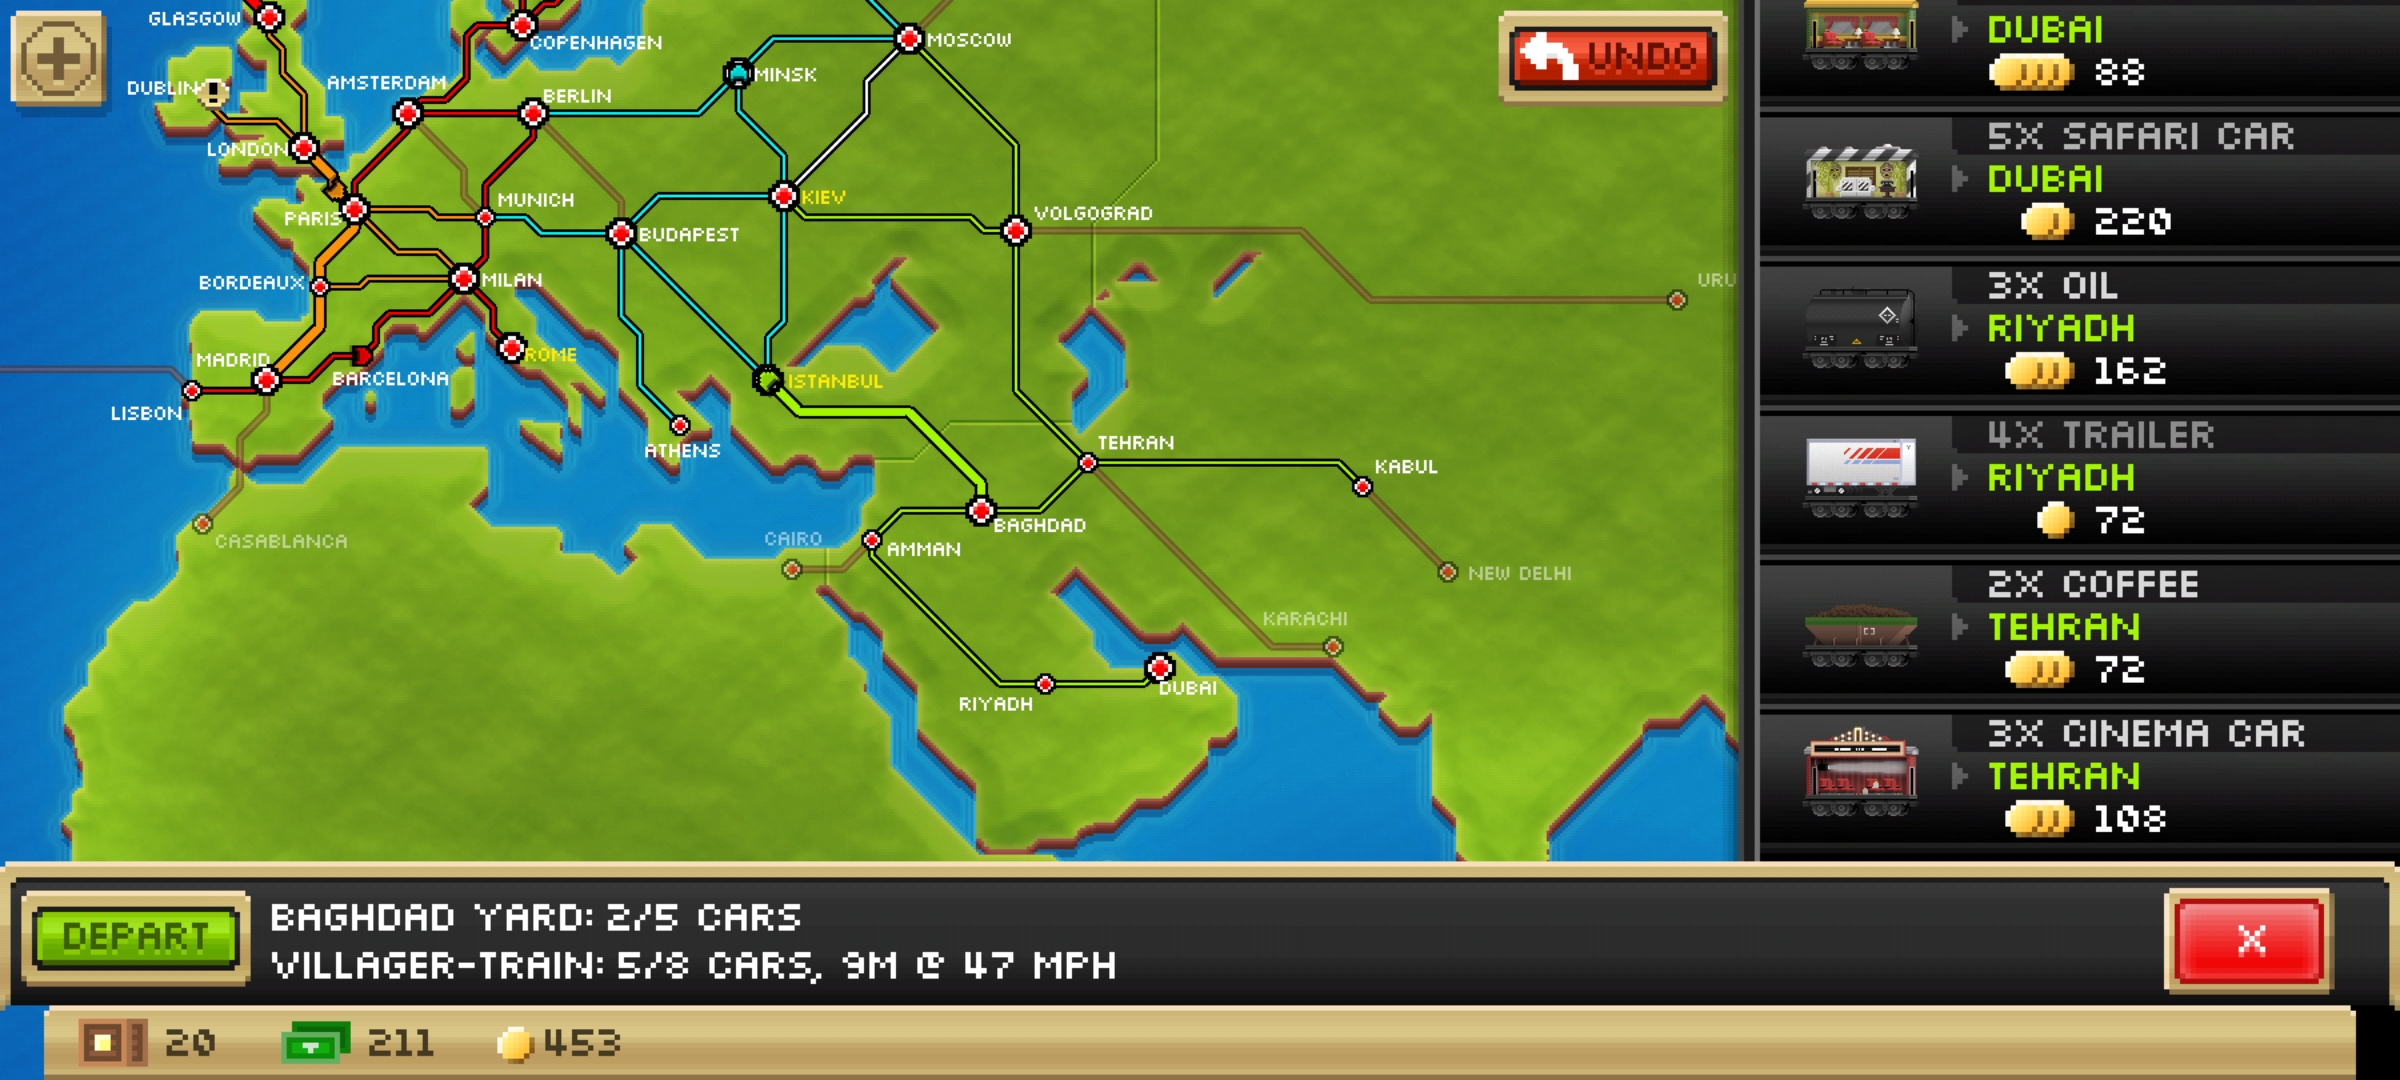 GLASGOW
COPENHAGEN
MOSCOW
UNDO
DUBLIN
AMSTERDAM
BERLIN
MINSK
LONDON
PARIS
MUNICH
KIEV
BUDAPEST
VOLGOGRAD
BORDEAUX
MILAN
URU
MADRID
ROME
BARCELONA
ISTANBUL
LISBON
ATHENS
TEHRAN
KABUL
CASABLANCA
CAIRO
BAGHDAD
AMMAN
NEW DELHI
KARACHI
RIYADH
DUBAI
DUBAI
88
5X SAFARI CAR
DUBAI
220
3X OIL
RIYADH
162
4X TRAILER
RIYADH
72
2X COFFEE
TEHRAN
72
3X CINEMA CAR
TEHRAN
108
DEPART
BAGHDAD YARD: 2/5 CARS
VILLAGER-TRAIN: 5/8 CARS, 9M @ 47 MPH
X
20 211 453